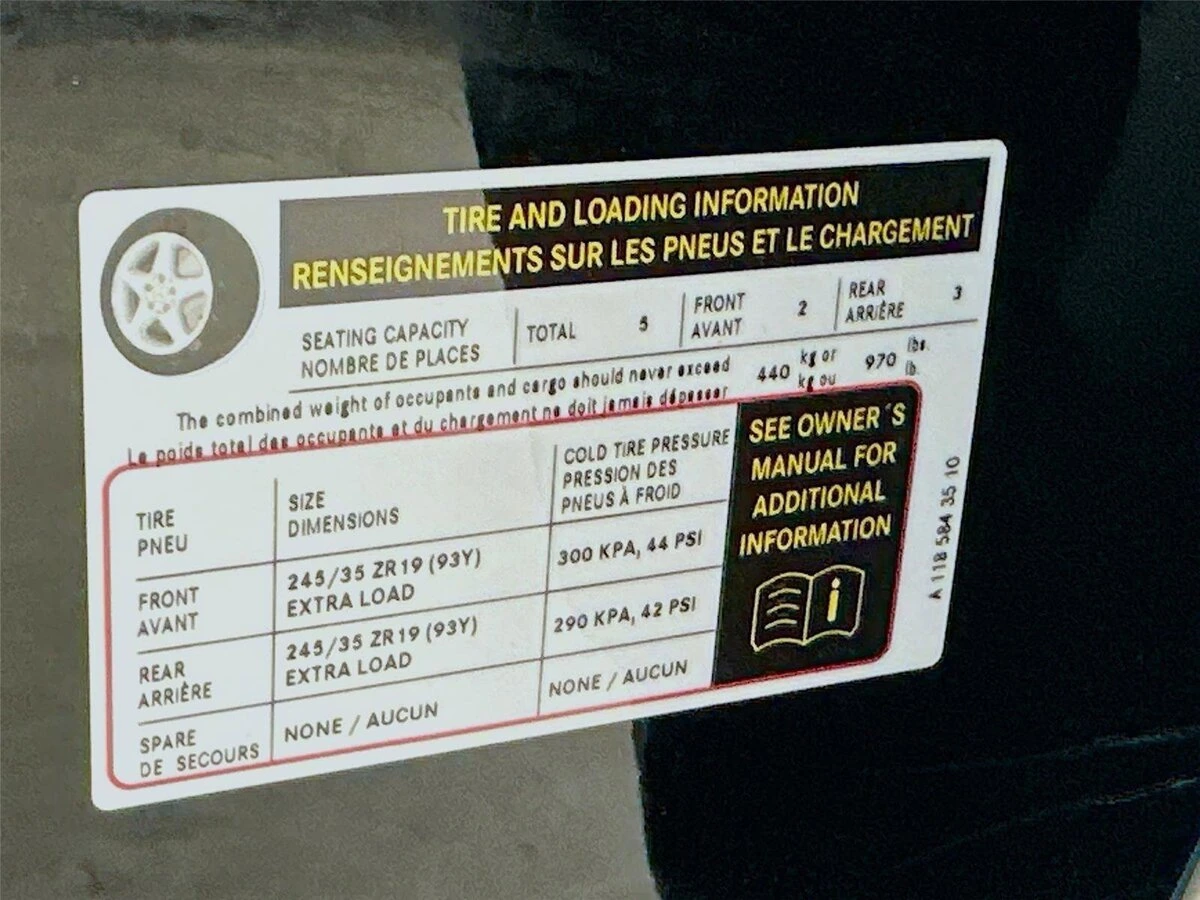 TIRE AND LOADING INFORMATION
RENSEIGNEMENTS SUR LES PNEUS ET LE CHARGEMENT
SEATING CAPACITY
NOMBRE DE PLACES
TOTAL 5
FRONT
AVANT
2
REAR
ARRIÈRE
3
The combined weight of occupants and cargo should never exceed
Le poids total des occupants et du chargement ne doit jamais dépasser
440
kg or
kg ou
970
lbs.
lb.
TIRE
PNEU
SIZE
DIMENSIONS
COLD TIRE PRESSURE
PRESSION DES
PNEUS À FROID
FRONT
AVANT
245/35 ZR19 (93Y)
EXTRA LOAD
300 KPA, 44 PSI
REAR
ARRIÈRE
245/35 ZR19 (93Y)
EXTRA LOAD
290 KPA, 42 PSI
SPARE
DE SECOURS
NONE / AUCUN
NONE / AUCUN
SEE OWNER´S
MANUAL FOR
ADDITIONAL
INFORMATION
A 118 584 35 10